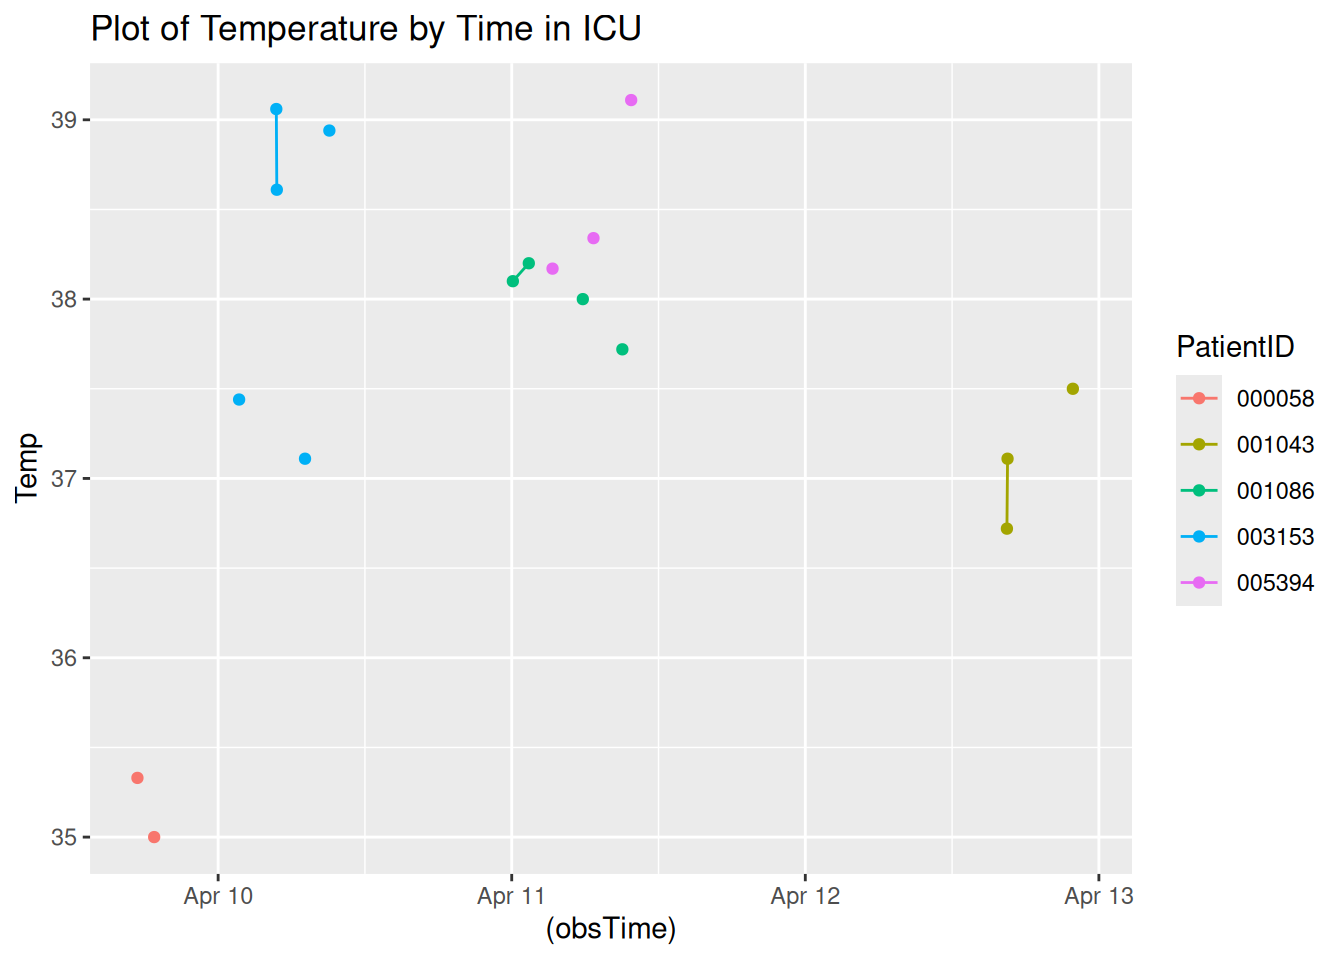 Plot of Temperature by Time in ICU
39
38
37
36
35
Temp
Apr 10
Apr 11
Apr 12
Apr 13
(obsTime)
PatientID
000058
001043
001086
003153
005394